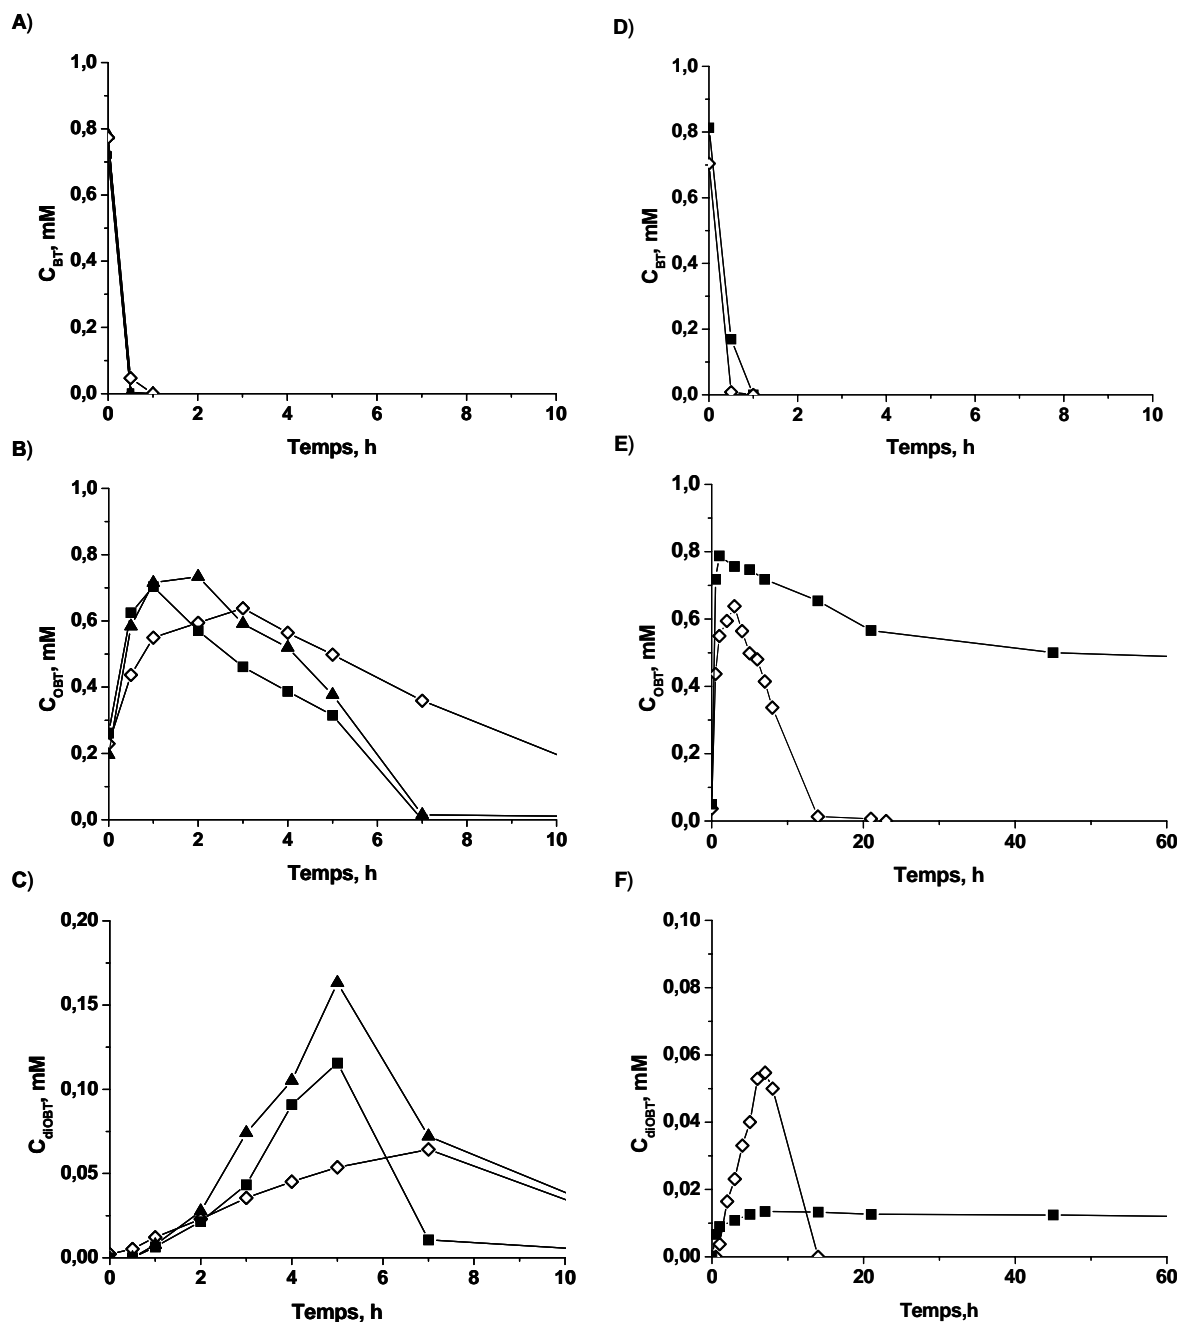 A)
1,0
0,8
0,6
0,4
0,2
0,0
C_BT, mM
0 2 4 6 8 10
Temps, h
B)
1,0
0,8
0,6
0,4
0,2
0,0
C_OBT, mM
0 2 4 6 8 10
Temps, h
C)
0,20
0,15
0,10
0,05
0,00
C_diOBT, mM
0 2 4 6 8 10
Temps, h
D)
1,0
0,8
0,6
0,4
0,2
0,0
C_BT, mM
0 2 4 6 8 10
Temps, h
E)
1,0
0,8
0,6
0,4
0,2
0,0
C_OBT, mM
0 20 40 60
Temps, h
F)
0,10
0,08
0,06
0,04
0,02
0,00
C_diOBT, mM
0 20 40 60
Temps,h